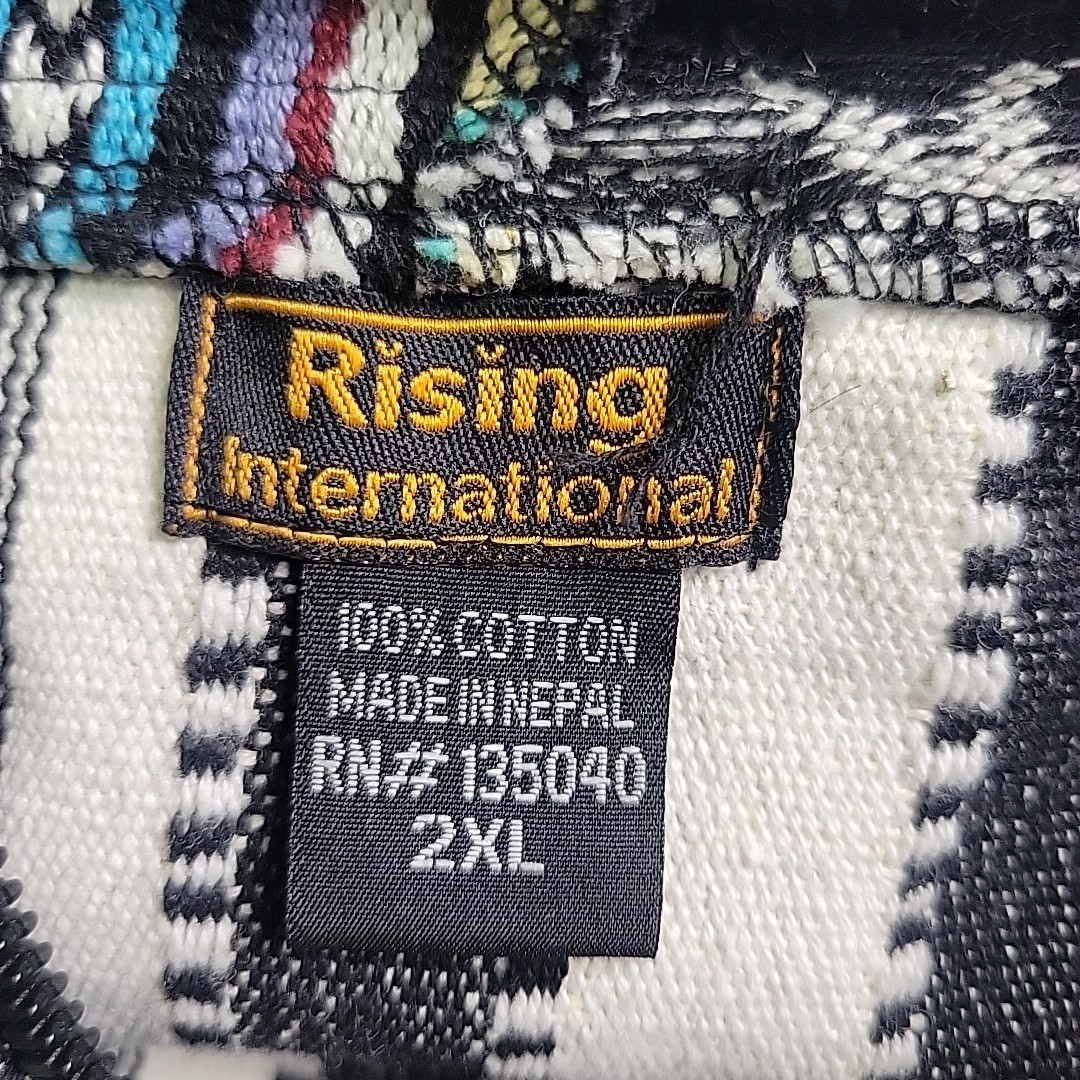 Rising
International
100% COTTON
MADE IN NEPAL
RN# 135040
2XL